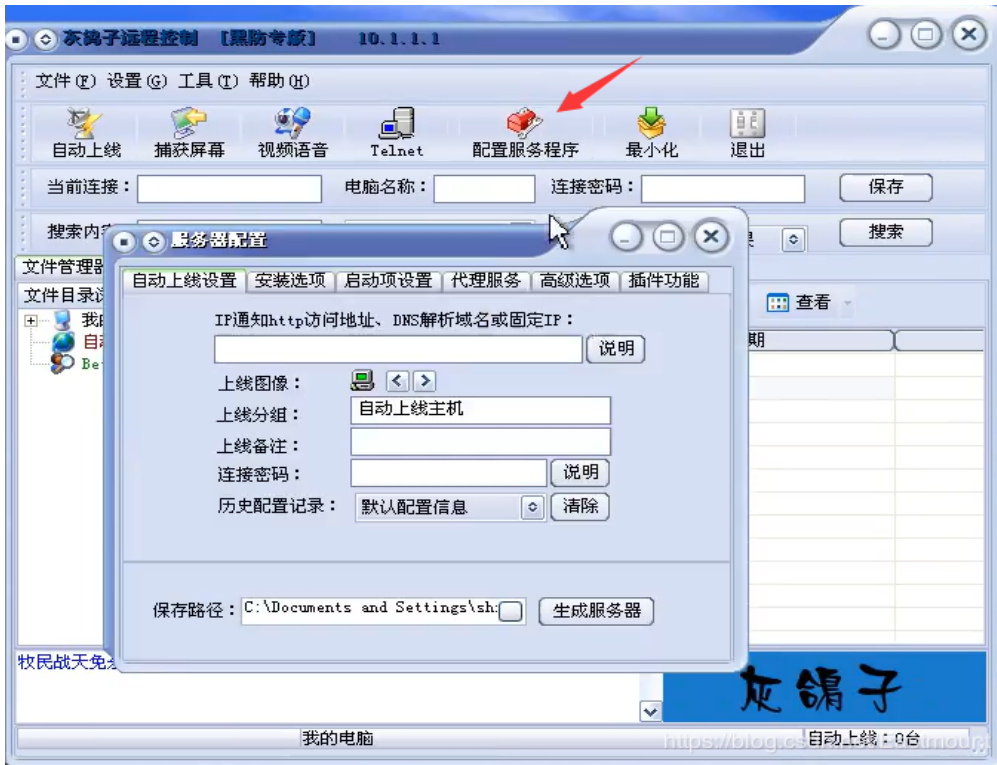 灰鸽子远程控制 [黑防专版] 10.1.1.1
文件(F) 设置(G) 工具(T) 帮助(H)
自动上线 捕获屏幕 视频语音 Telnet 配置服务程序 最小化 退出
当前连接: 电脑名称: 连接密码: 保存
搜索内 搜索
服务器配置
文件管理器
自动上线设置 安装选项 启动项设置 代理服务 高级选项 插件功能
文件目录
查看
IP通知http访问地址、DNS解析域名或固定IP:
我
期
自
说明
Be
上线图像: < >
上线分组: 自动上线主机
上线备注:
连接密码: 说明
历史配置记录: 默认配置信息 清除
保存路径: C:\Documents and Settings\sh 生成服务器
牧民战天免
灰鸽子
我的电脑 自动上线:0台